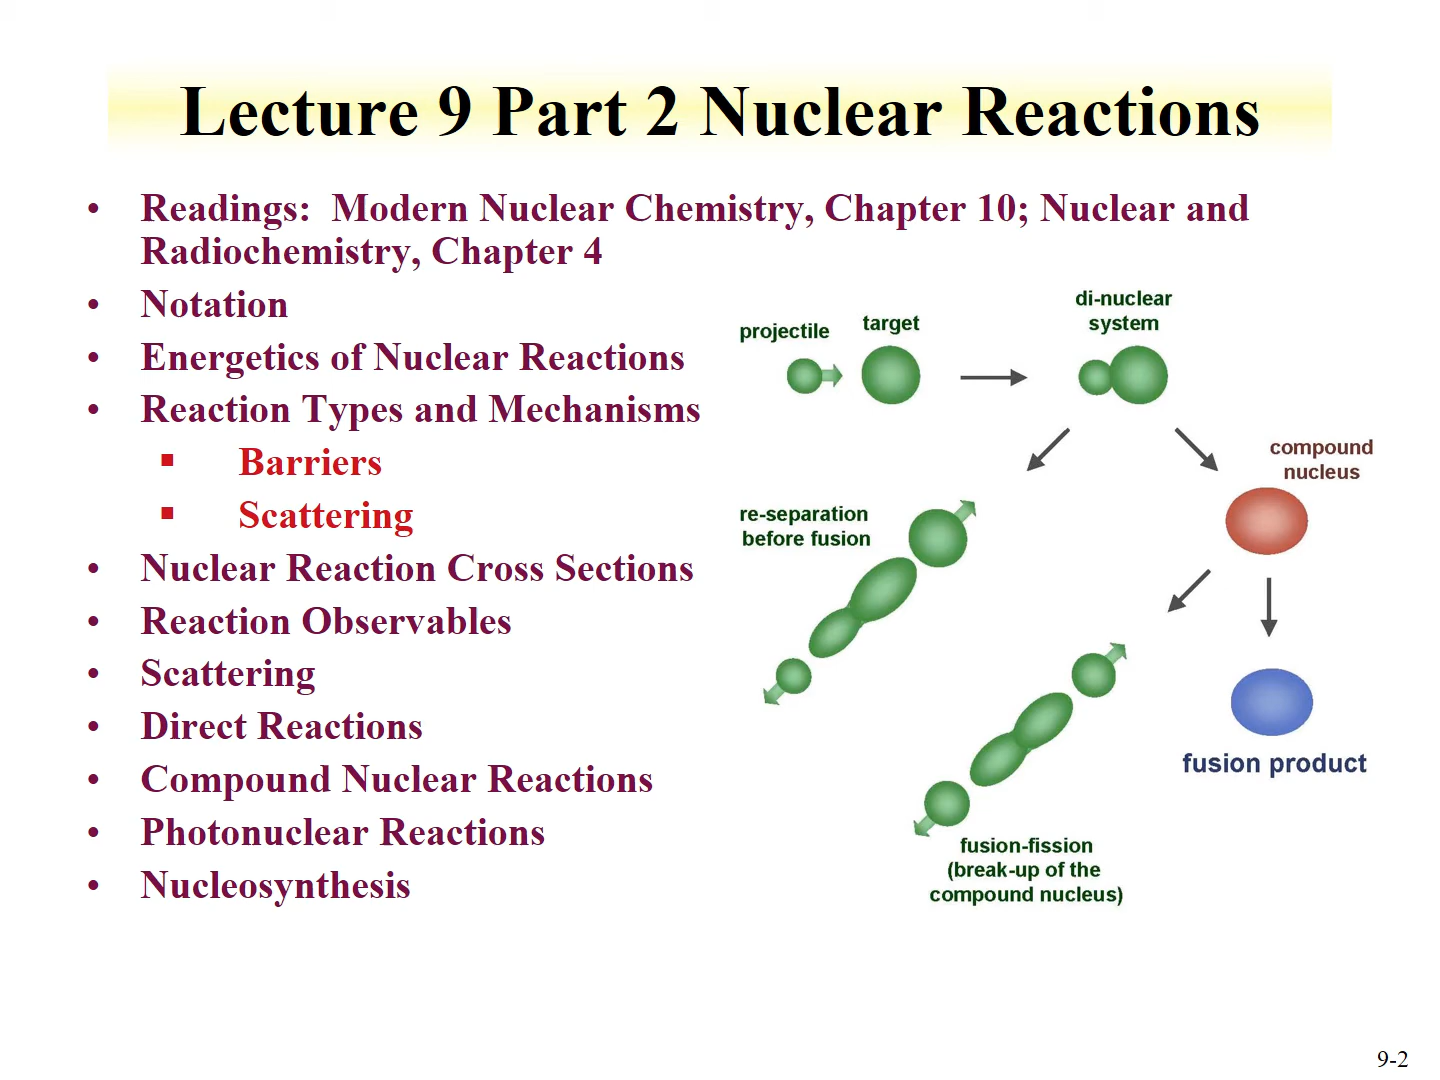 Lecture 9 Part 2 Nuclear Reactions
• Readings: Modern Nuclear Chemistry, Chapter 10; Nuclear and
Radiochemistry, Chapter 4
• Notation
• Energetics of Nuclear Reactions
• Reaction Types and Mechanisms
▪ Barriers
▪ Scattering
• Nuclear Reaction Cross Sections
• Reaction Observables
• Scattering
• Direct Reactions
• Compound Nuclear Reactions
• Photonuclear Reactions
• Nucleosynthesis
projectile
target
di-nuclear
system
re-separation
before fusion
compound
nucleus
fusion-fission
(break-up of the
compound nucleus)
fusion product
9-2